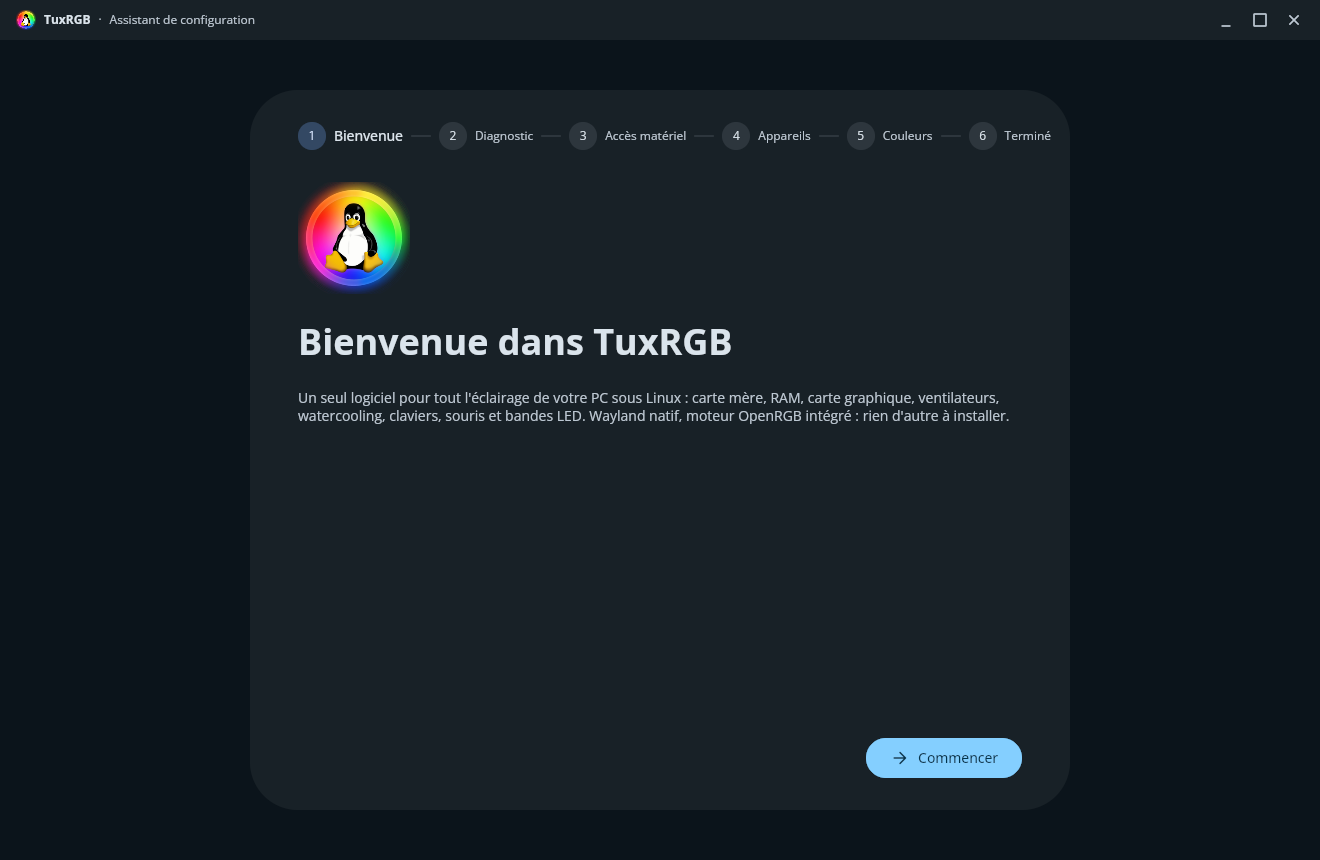 TuxRGB · Assistant de configuration
1 Bienvenue 2 Diagnostic 3 Accès matériel 4 Appareils 5 Couleurs 6 Terminé
Bienvenue dans TuxRGB
Un seul logiciel pour tout l'éclairage de votre PC sous Linux : carte mère, RAM, carte graphique, ventilateurs,
watercooling, claviers, souris et bandes LED. Wayland natif, moteur OpenRGB intégré : rien d'autre à installer.
Commencer